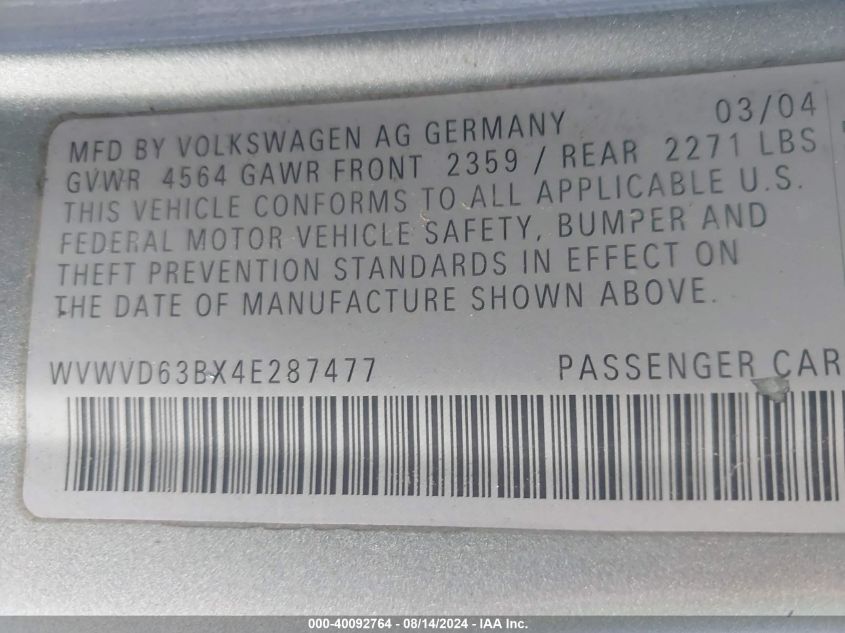 03/04
MFD BY VOLKSWAGEN AG GERMANY
GVWR 4564 GAWR FRONT 2359 / REAR 2271 LBS
THIS VEHICLE CONFORMS TO ALL APPLICABLE U.S.
FEDERAL MOTOR VEHICLE SAFETY, BUMPER AND
THEFT PREVENTION STANDARDS IN EFFECT ON
THE DATE OF MANUFACTURE SHOWN ABOVE.
WVWVD63BX4E287477 PASSENGER CAR
000-40092764 - 08/14/2024 - IAA Inc.